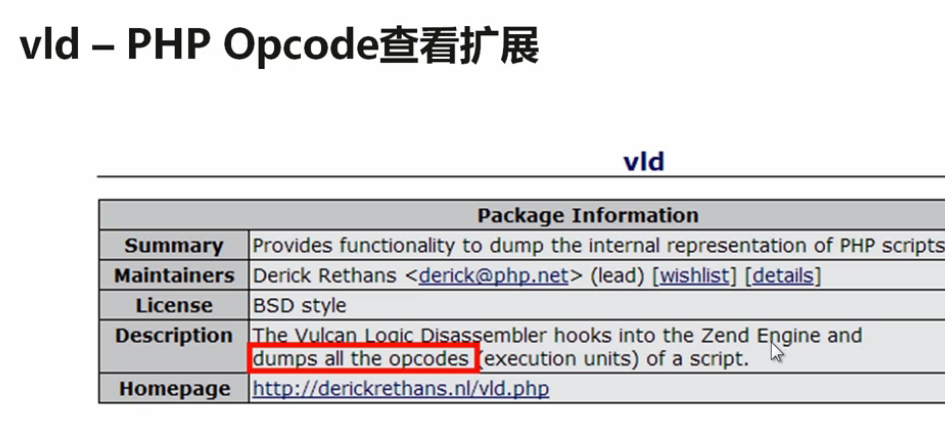 vld – PHP Opcode查看扩展
vld
Package Information
Summary Provides functionality to dump the internal representation of PHP scripts
Maintainers Derick Rethans <derick@php.net> (lead) [wishlist] [details]
License BSD style
Description The Vulcan Logic Disassembler hooks into the Zend Engine and
dumps all the opcodes (execution units) of a script.
Homepage http://derickrethans.nl/vld.php